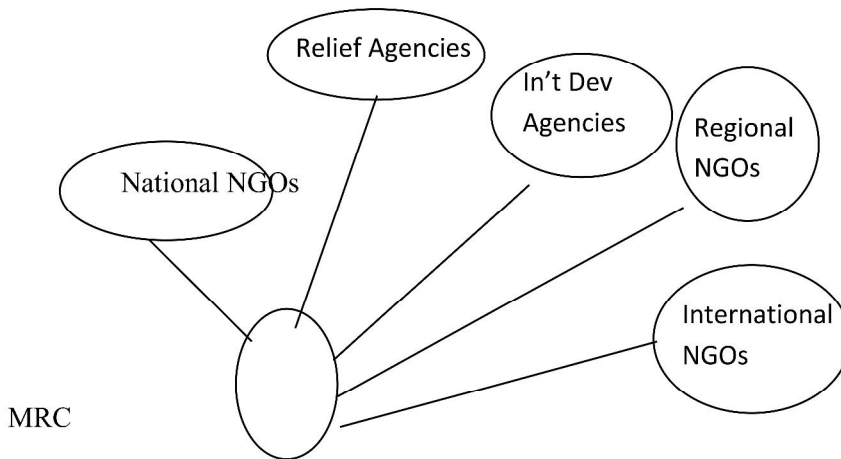 Relief Agencies
In’t Dev
Agencies
Regional
NGOs
National NGOs
International
NGOs
MRC